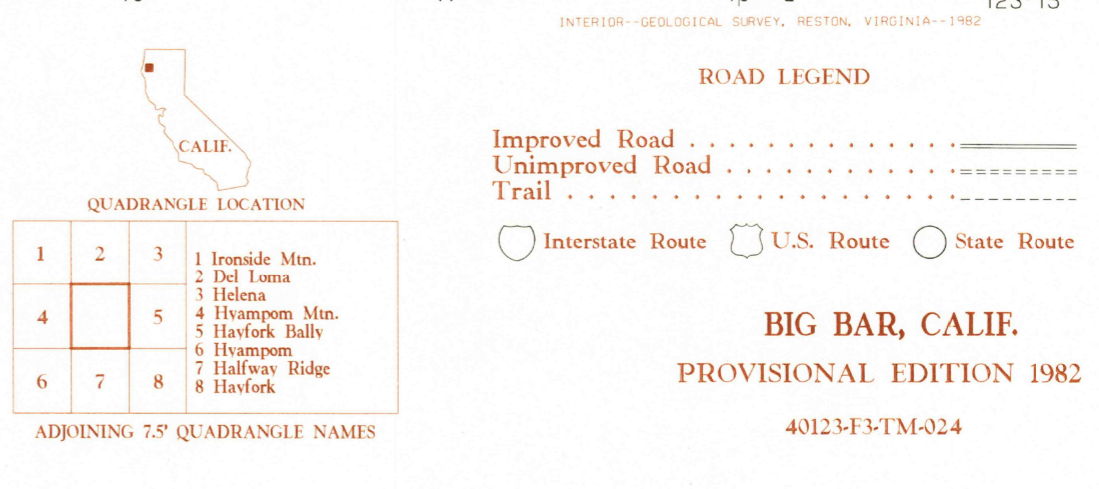 123°15'
INTERIOR--GEOLOGICAL SURVEY, RESTON, VIRGINIA--1982
ROAD LEGEND
Improved Road
Unimproved Road
Trail
Interstate Route
U.S. Route
State Route
CALIF.
QUADRANGLE LOCATION
1 2 3
4 5
6 7 8
1 Ironside Mtn.
2 Del Loma
3 Helena
4 Hyampom Mtn.
5 Hayfork Bally
6 Hyampom
7 Halfway Ridge
8 Hayfork
ADJOINING 7.5' QUADRANGLE NAMES
BIG BAR, CALIF.
PROVISIONAL EDITION 1982
40123-F3-TM-024